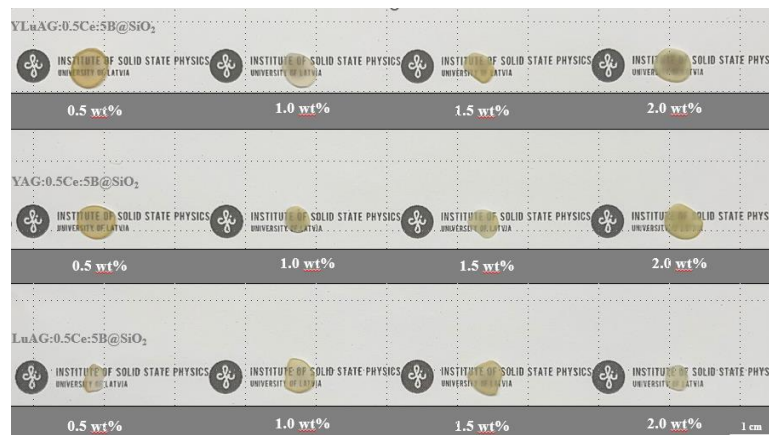 YLuAG:0.5Ce:5B@SiO₂
INSTITUTE OF SOLID STATE PHYSICS INSTITUTE OF SOLID STATE PHYSICS INSTITUTE OF SOLID STATE PHYSICS INSTITUTE SOLID STATE PHYS
UNIVERSITY OF LATVIA UNIVERSITY OF LATVIA UNIVERSITY OF LATVIA UNIVERSITY OF LATVIA
0.5 wt% 1.0 wt% 1.5 wt% 2.0 wt%
YAG:0.5Ce:5B@SiO₂
INSTITUTE OF SOLID STATE PHYSICS INSTITUTE OF SOLID STATE PHYSICS INSTITUTE OF SOLID STATE PHYSICS INSTITUTE OF SOLID STATE PHYS
UNIVERSITY OF LATVIA UNIVERSITY OF LATVIA UNIVERSITY OF LATVIA UNIVERSITY OF LATVIA
0.5 wt% 1.0 wt% 1.5 wt% 2.0 wt%
LuAG:0.5Ce:5B@SiO₂
INSTITUTE OF SOLID STATE PHYSICS INSTITUTE OF SOLID STATE PHYSICS INSTITUTE OF SOLID STATE PHYSICS INSTITUTE OF SOLID STATE PHYS
UNIVERSITY OF LATVIA UNIVERSITY OF LATVIA UNIVERSITY OF LATVIA UNIVERSITY OF LATVIA
0.5 wt% 1.0 wt% 1.5 wt% 2.0 wt% 1 cm